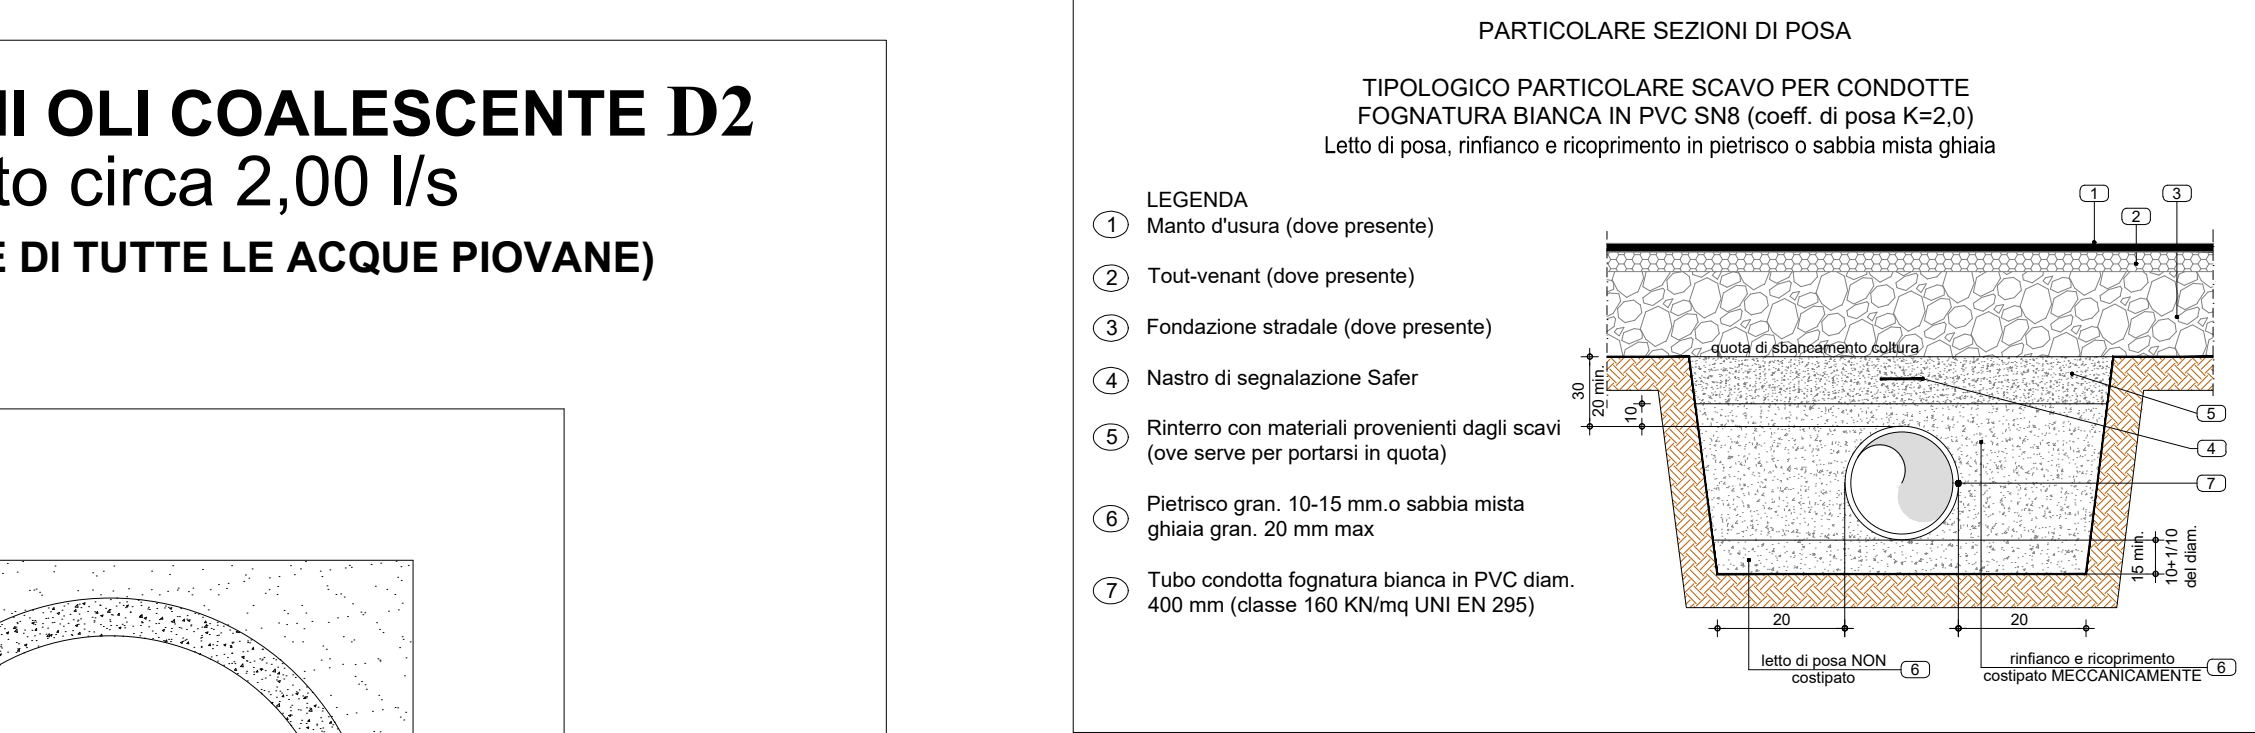 NI OLI COALESCENTE D2
to circa 2,00 l/s
E DI TUTTE LE ACQUE PIOVANE)
PARTICOLARE SEZIONI DI POSA
TIPOLOGICO PARTICOLARE SCAVO PER CONDOTTE
FOGNATURA BIANCA IN PVC SN8 (coeff. di posa K=2,0)
Letto di posa, rinfianco e ricoprimento in pietrisco o sabbia mista ghiaia
LEGENDA
1 Manto d'usura (dove presente)
2 Tout-venant (dove presente)
3 Fondazione stradale (dove presente)
4 Nastro di segnalazione Safer
5 Rinterro con materiali provenienti dagli scavi
(ove serve per portarsi in quota)
6 Pietrisco gran. 10-15 mm.o sabbia mista
ghiaia gran. 20 mm max
7 Tubo condotta fognatura bianca in PVC diam.
400 mm (classe 160 KN/mq UNI EN 295)
1
3
2
quota di sbancamento coltura
30
20 min.
10
5
4
7
15 min.
10+1/10
del diam.
20
20
letto di posa NON
costipato
6
rinfianco e ricoprimento
costipato MECCANICAMENTE
6